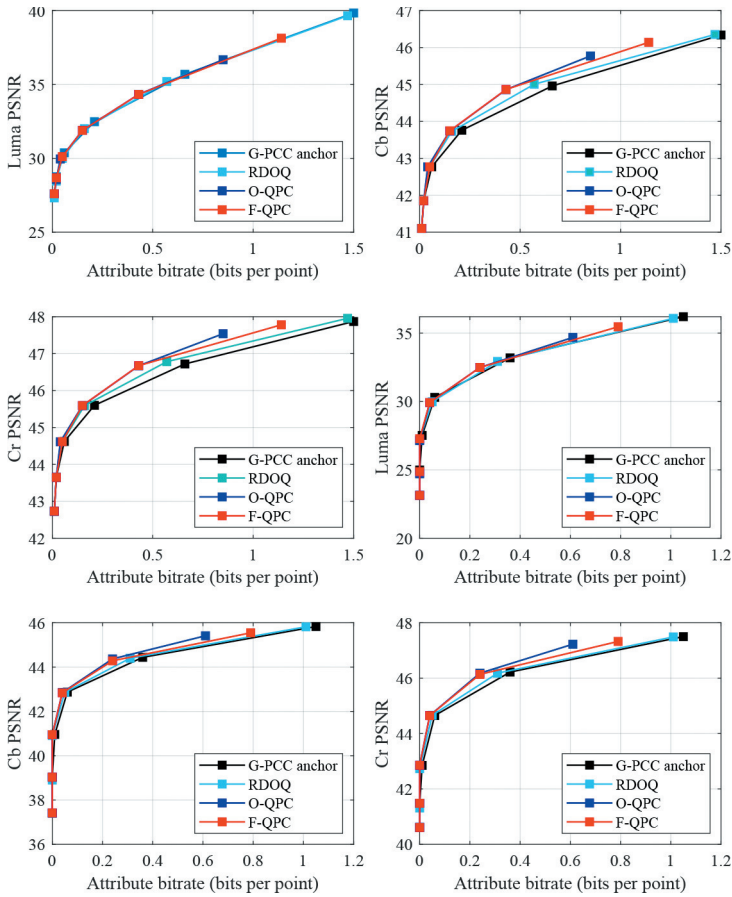 Luma PSNR
40
35
30
25
0 0.5 1 1.5
G-PCC anchor
RDOQ
O-QPC
F-QPC
Attribute bitrate (bits per point)
Cb PSNR
47
46
45
44
43
42
41
0 0.5 1 1.5
G-PCC anchor
RDOQ
O-QPC
F-QPC
Attribute bitrate (bits per point)
Cr PSNR
48
47
46
45
44
43
42
0 0.5 1 1.5
G-PCC anchor
RDOQ
O-QPC
F-QPC
Attribute bitrate (bits per point)
Luma PSNR
35
30
25
20
0 0.2 0.4 0.6 0.8 1 1.2
G-PCC anchor
RDOQ
O-QPC
F-QPC
Attribute bitrate (bits per point)
Cb PSNR
46
44
42
40
38
36
0 0.2 0.4 0.6 0.8 1 1.2
G-PCC anchor
RDOQ
O-QPC
F-QPC
Attribute bitrate (bits per point)
Cr PSNR
48
46
44
42
40
0 0.2 0.4 0.6 0.8 1 1.2
G-PCC anchor
RDOQ
O-QPC
F-QPC
Attribute bitrate (bits per point)